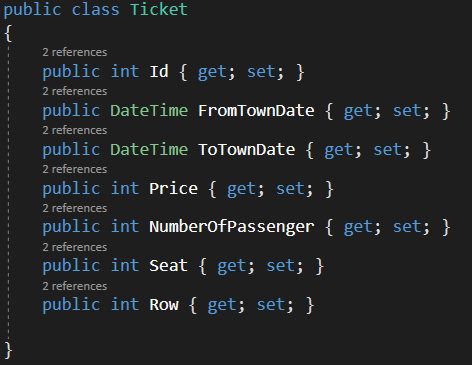 public class Ticket
{
2 references
public int Id { get; set; }
2 references
public DateTime FromTownDate { get; set; }
2 references
public DateTime ToTownDate { get; set; }
2 references
public int Price { get; set; }
2 references
public int NumberOfPassenger { get; set; }
2 references
public int Seat { get; set; }
2 references
public int Row { get; set; }
}